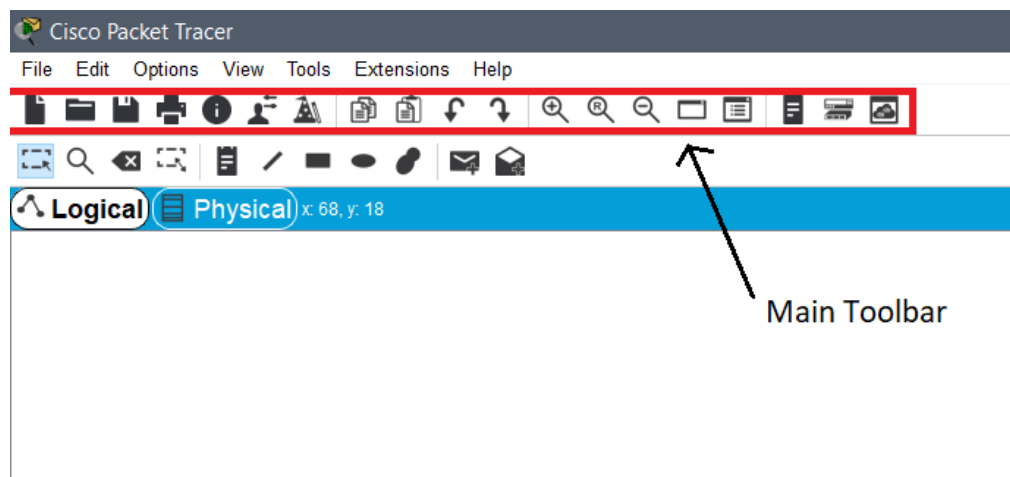 Cisco Packet Tracer
File Edit Options View Tools Extensions Help
R
Logical Physical x: 68, y: 18
Main Toolbar